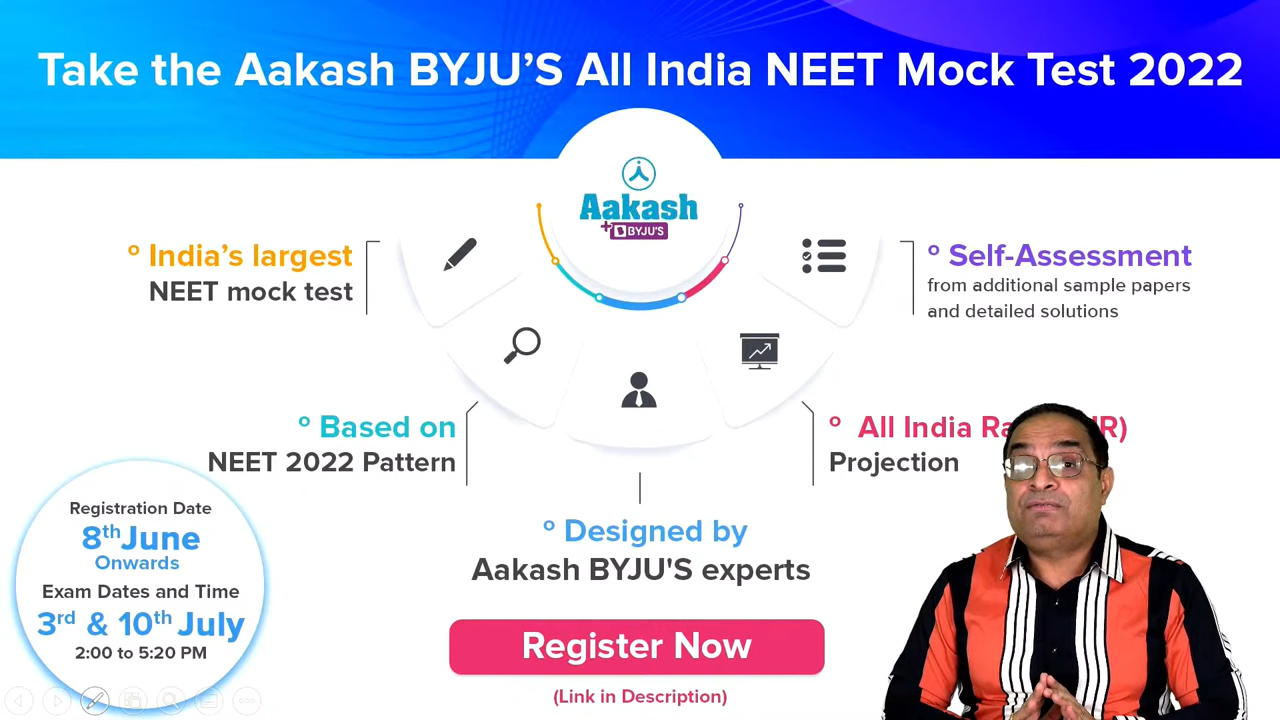 Take the Aakash BYJU'S All India NEET Mock Test 2022
Aakash
+ BYJU'S
° India's largest
NEET mock test
° Self-Assessment
from additional sample papers
and detailed solutions
° Based on
NEET 2022 Pattern
° All India
Projection
° Designed by
Aakash BYJU'S experts
Registration Date
8th June
Onwards
Exam Dates and Time
3rd & 10th July
2:00 to 5:20 PM
Register Now
(Link in Description)